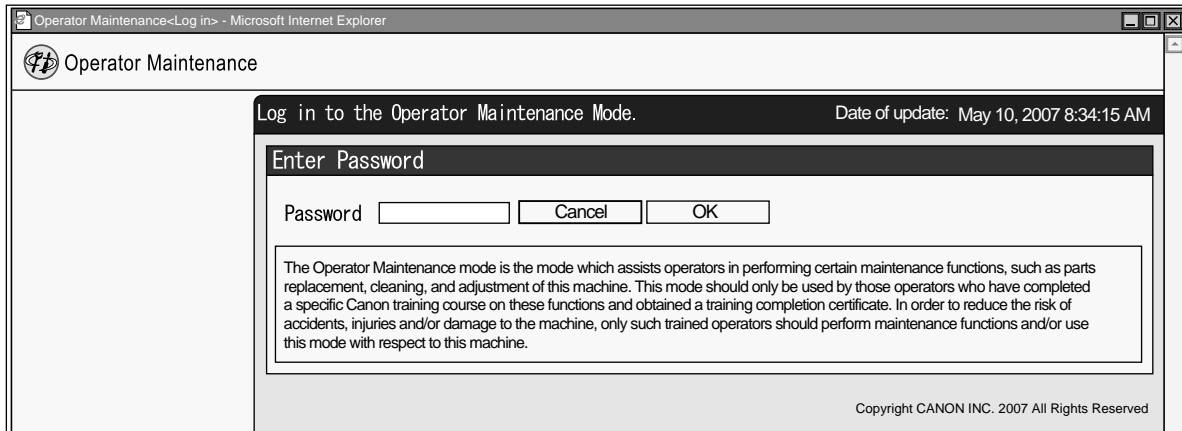 Operator Maintenance<Log in> - Microsoft Internet Explorer
Operator Maintenance
Log in to the Operator Maintenance Mode.
Date of update: May 10, 2007 8:34:15 AM
Enter Password
Password
Cancel
OK
The Operator Maintenance mode is the mode which assists operators in performing certain maintenance functions, such as parts
replacement, cleaning, and adjustment of this machine. This mode should only be used by those operators who have completed
a specific Canon training course on these functions and obtained a training completion certificate. In order to reduce the risk of
accidents, injuries and/or damage to the machine, only such trained operators should perform maintenance functions and/or use
this mode with respect to this machine.
Copyright CANON INC. 2007 All Rights Reserved